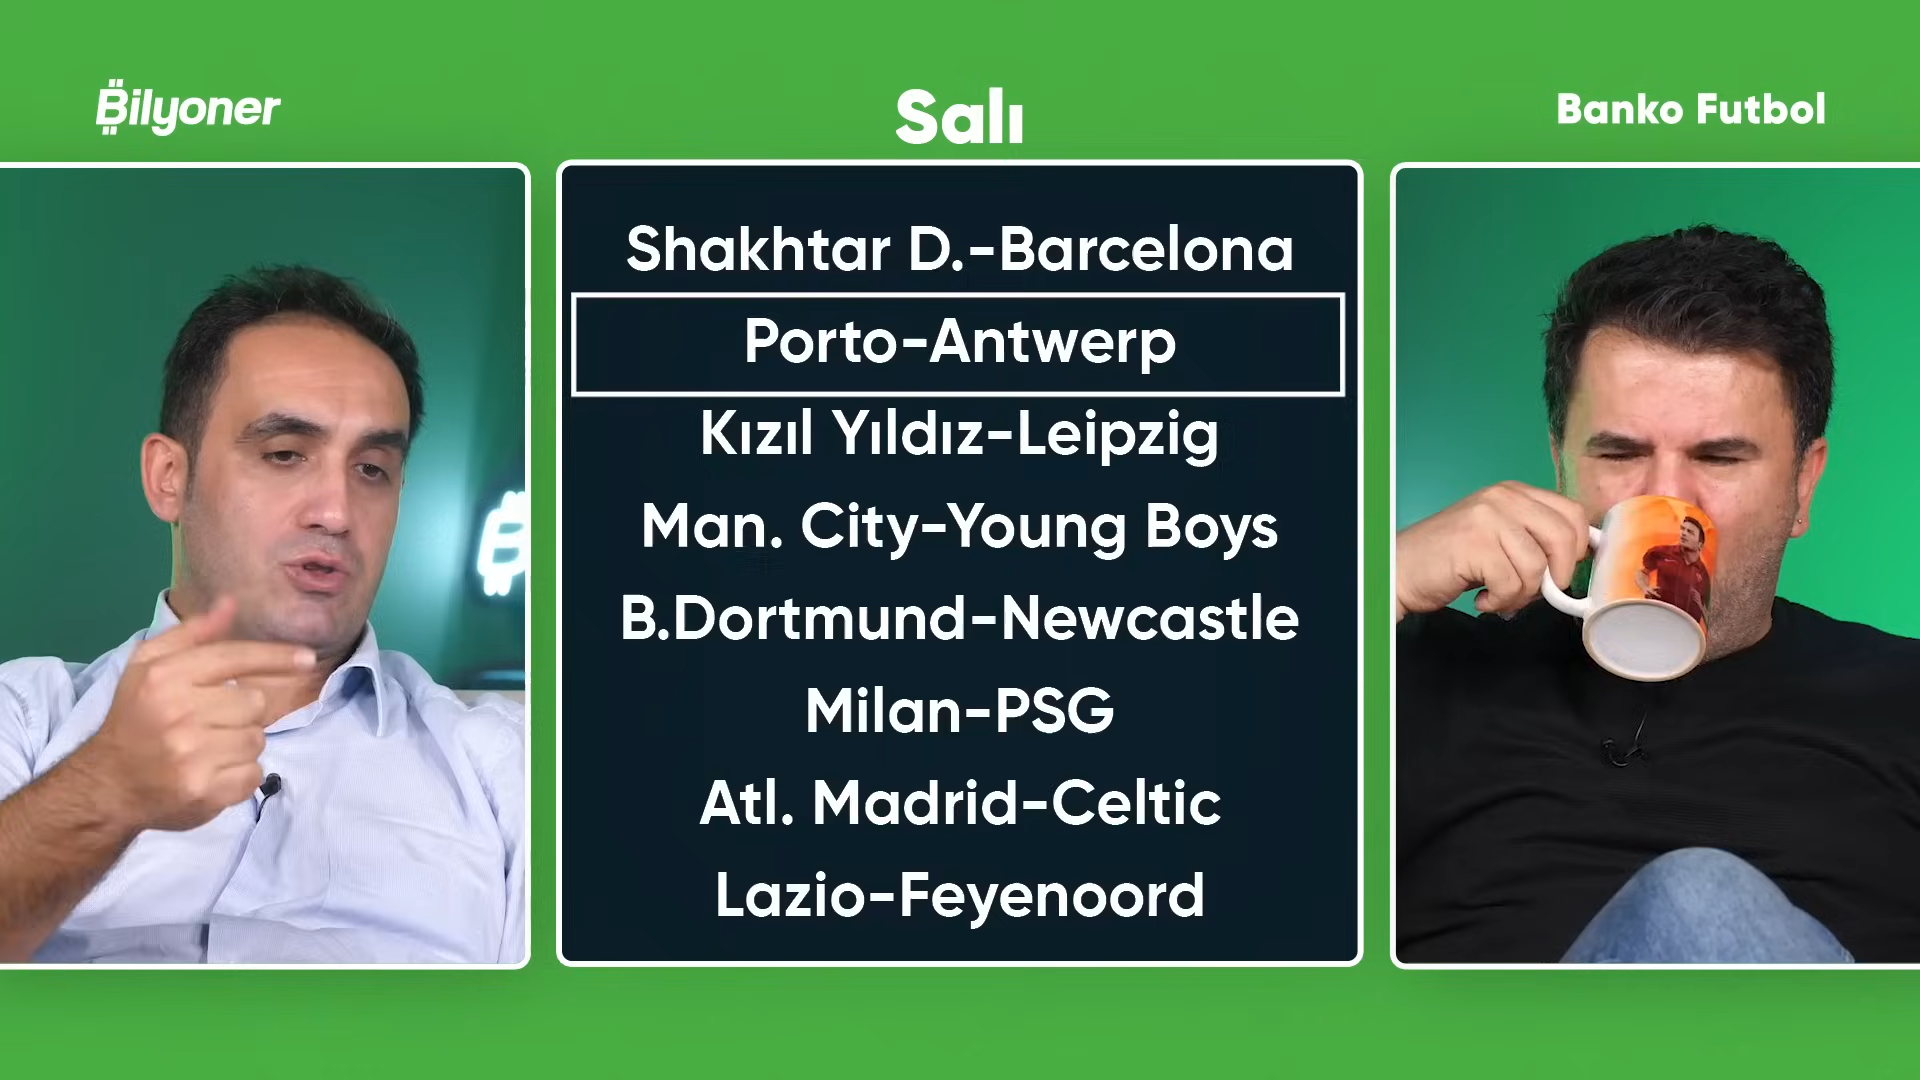 Bilyoner
Salı
Banko Futbol
Shakhtar D.-Barcelona
Porto-Antwerp
Kızıl Yıldız-Leipzig
Man. City-Young Boys
B.Dortmund-Newcastle
Milan-PSG
Atl. Madrid-Celtic
Lazio-Feyenoord